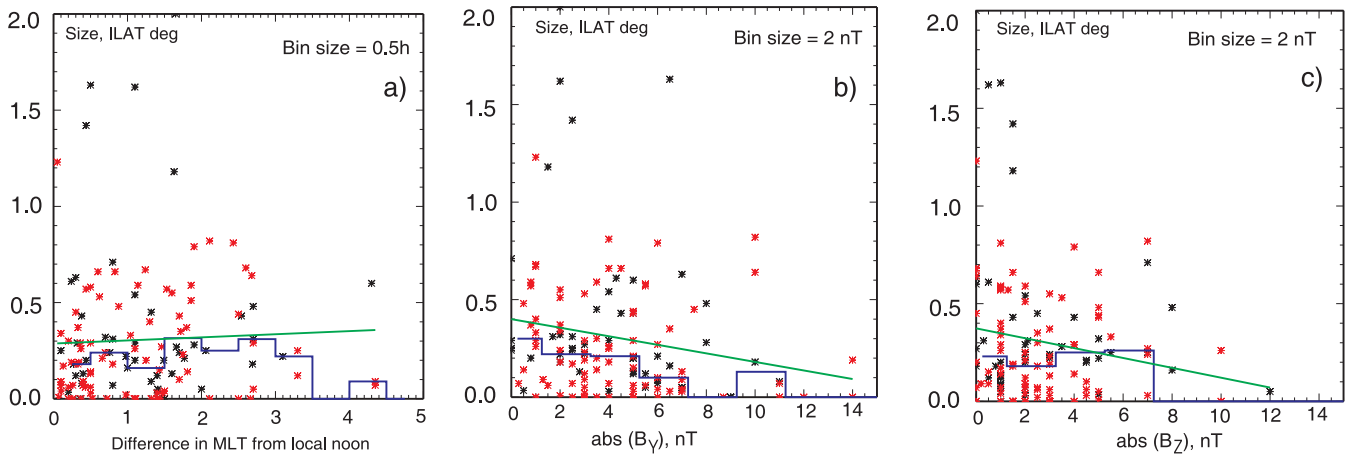 2.0
Size, ILAT deg
Bin size = 0.5h
a)
1.5
1.0
0.5
0.0
0 1 2 3 4 5
Difference in MLT from local noon
2.0
Size, ILAT deg
Bin size = 2 nT
b)
1.5
1.0
0.5
0.0
0 2 4 6 8 10 12 14
abs (BY), nT
2.0
Size, ILAT deg
Bin size = 2 nT
c)
1.5
1.0
0.5
0.0
0 2 4 6 8 10 12 14
abs (BZ), nT